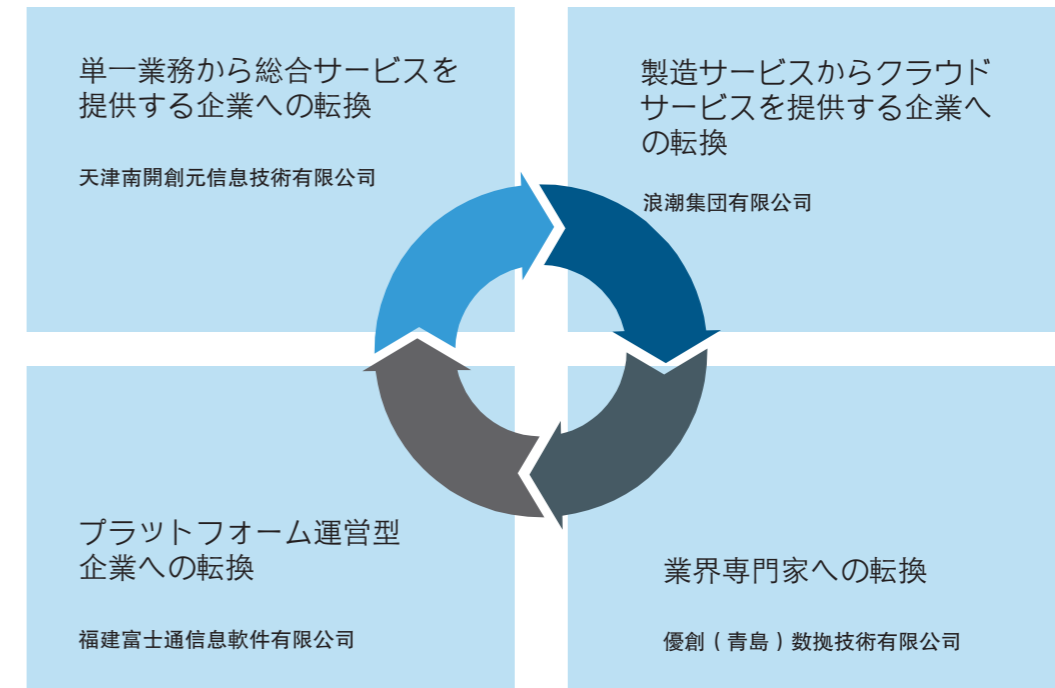 単一業務から総合サービスを
提供する企業への転換
天津南開創元信息技術有限公司
製造サービスからクラウド
サービスを提供する企業へ
の転換
浪潮集団有限公司
プラットフォーム運営型
企業への転換
福建富士通信息軟件有限公司
業界専門家への転換
優創（青島）数拠技術有限公司